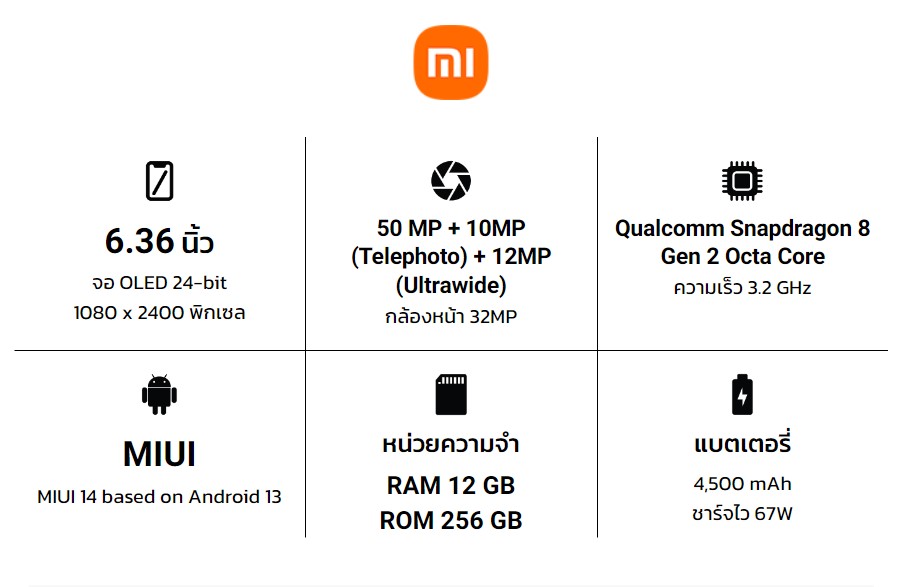 mi
6.36 นิ้ว
จอ OLED 24-bit
1080 x 2400 พิกเซล
50 MP + 10MP
(Telephoto) + 12MP
(Ultrawide)
กล้องหน้า 32MP
Qualcomm Snapdragon 8
Gen 2 Octa Core
ความเร็ว 3.2 GHz
MIUI
MIUI 14 based on Android 13
หน่วยความจำ
RAM 12 GB
ROM 256 GB
แบตเตอรี่
4,500 mAh
ชาร์จไว 67W